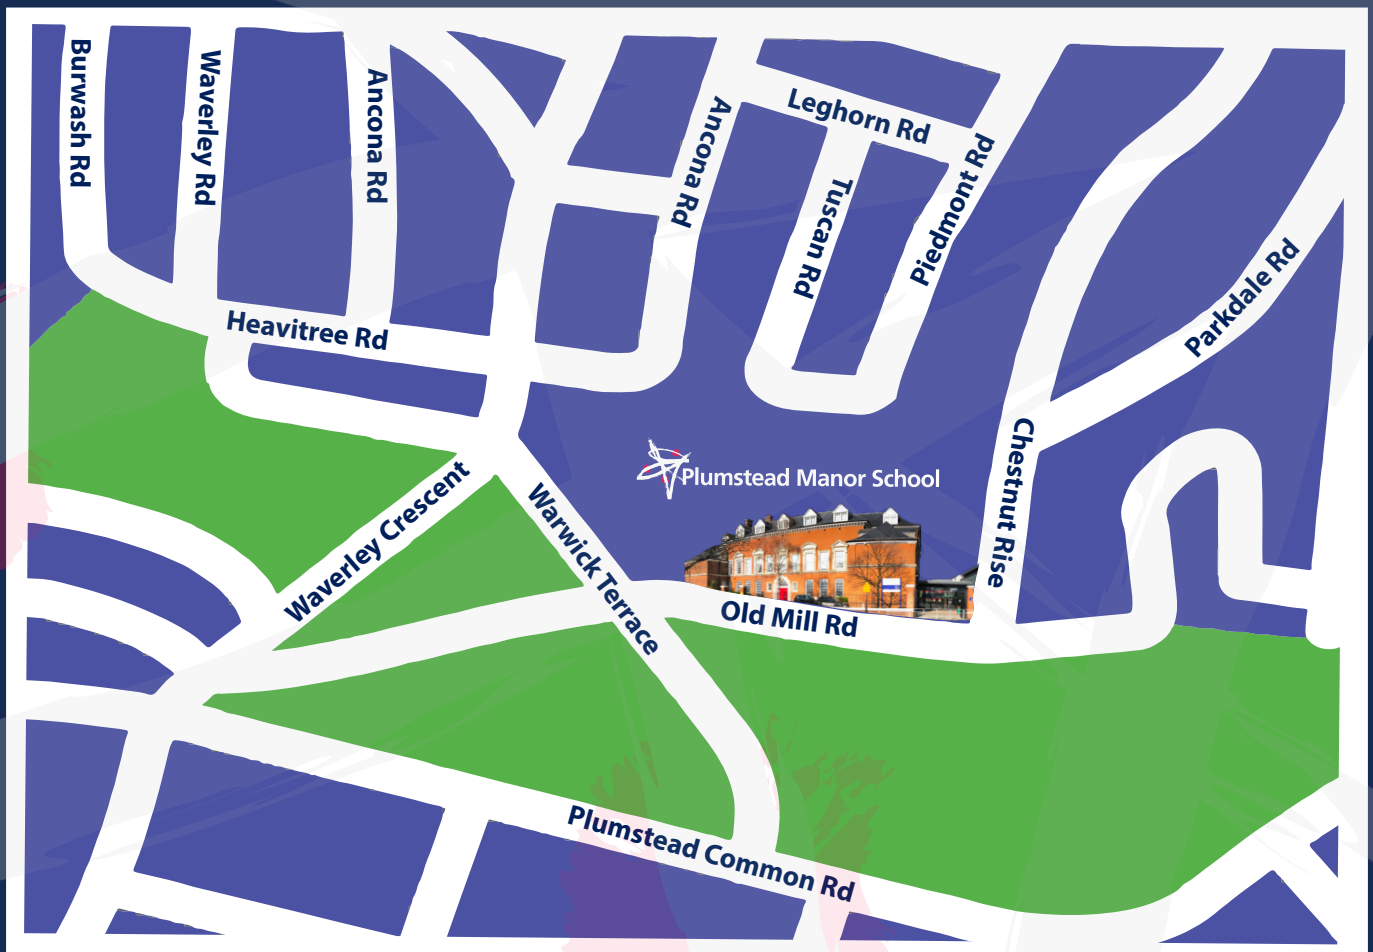 Burwash Rd
Waverley Rd
Ancona Rd
Ancona Rd
Leghorn Rd
Tuscan Rd
Piedmont Rd
Parkdale Rd
Heavitree Rd
Chestnut Rise
Plumstead Manor School
Waverley Crescent
Warwick Terrace
Old Mill Rd
Plumstead Common Rd